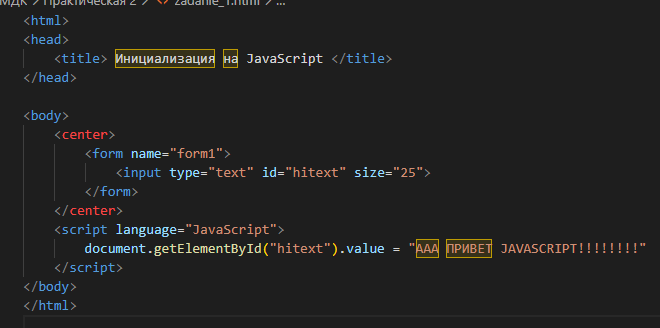 МДК > Практическая 2 > <> zadanie_1.html > ...
<html>
<head>
<title> Инициализация на JavaScript </title>
</head>
<body>
<center>
<form name="form1">
<input type="text" id="hitext" size="25">
</form>
</center>
<script language="JavaScript">
document.getElementById("hitext").value = "ААА ПРИВЕТ JAVASCRIPT!!!!!!!!"
</script>
</body>
</html>